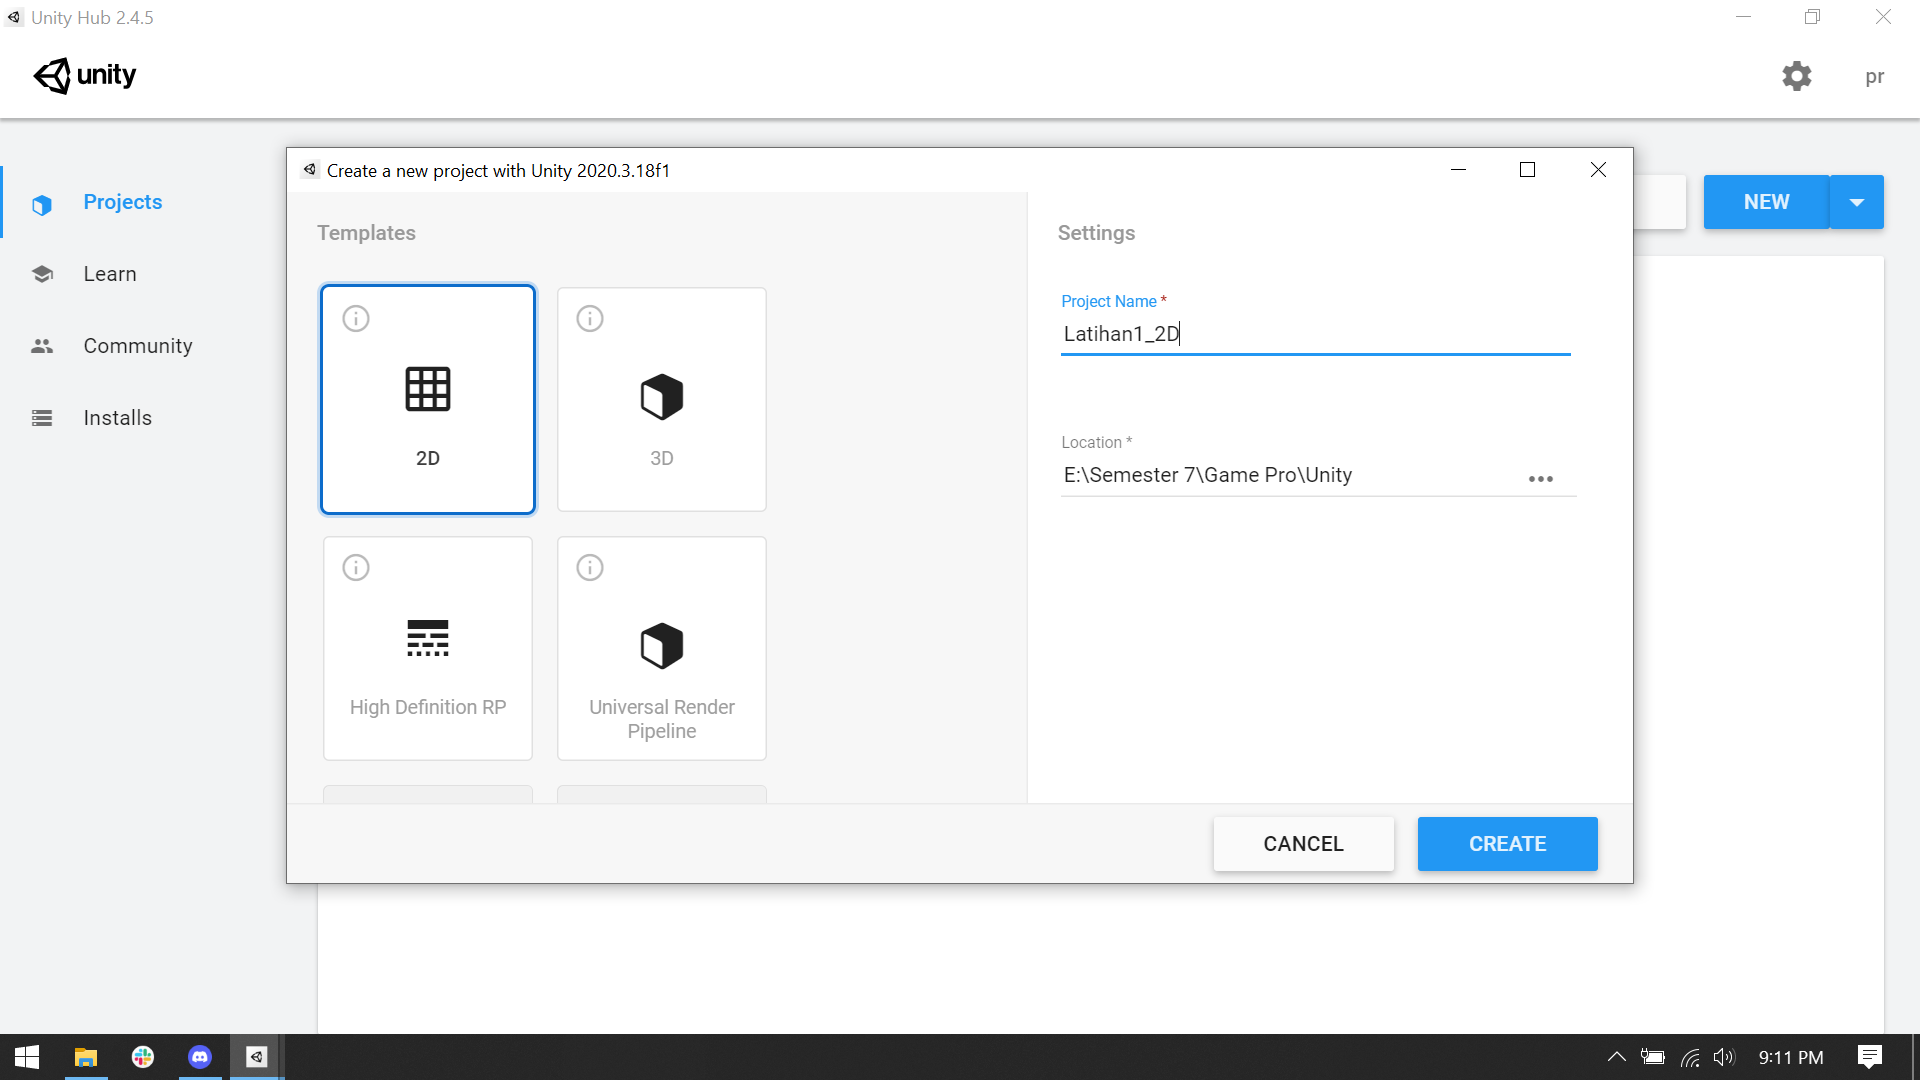 Unity Hub 2.4.5
unity
pr
Projects
Learn
Community
Installs
NEW
Create a new project with Unity 2020.3.18f1
Templates
2D
3D
High Definition RP
Universal Render
Pipeline
Settings
Project Name *
Latihan1_2D
Location *
E:\Semester 7\Game Pro\Unity
CANCEL
CREATE
9:11 PM